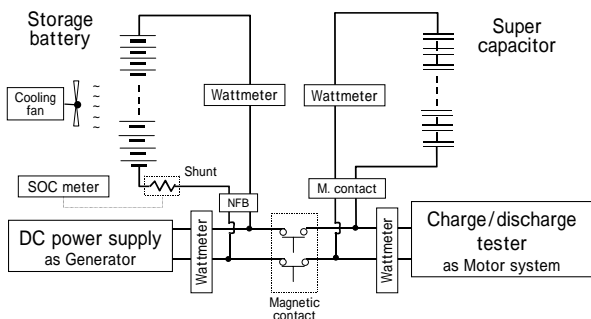 Storage
battery
Super
capacitor
Cooling
fan
Wattmeter
Wattmeter
Shunt
SOC meter
M. contact
NFB
DC power supply
as Generator
Wattmeter
Wattmeter
Charge/discharge
tester
as Motor system
Magnetic
contact